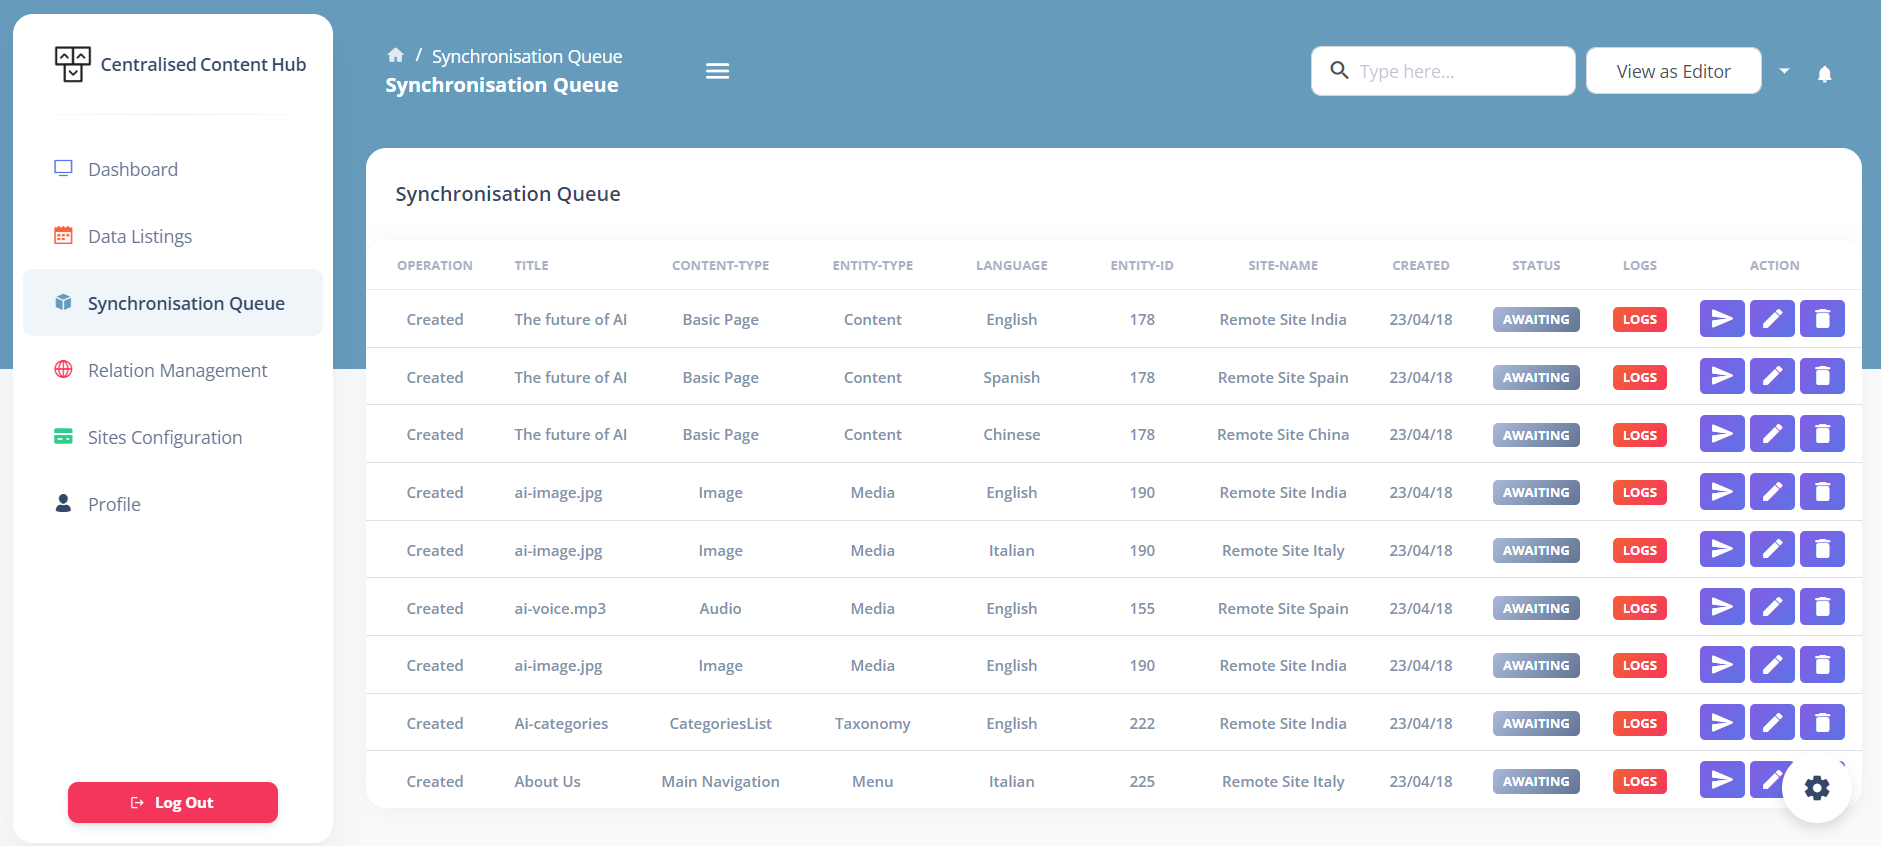 Centralised Content Hub
Dashboard
Data Listings
Synchronisation Queue
Relation Management
Sites Configuration
Profile
Log Out
/ Synchronisation Queue
Synchronisation Queue
Type here...
View as Editor
Synchronisation Queue
OPERATION TITLE CONTENT-TYPE ENTITY-TYPE LANGUAGE ENTITY-ID SITE-NAME CREATED STATUS LOGS ACTION
Created The future of AI Basic Page Content English 178 Remote Site India 23/04/18 AWAITING LOGS
Created The future of AI Basic Page Content Spanish 178 Remote Site Spain 23/04/18 AWAITING LOGS
Created The future of AI Basic Page Content Chinese 178 Remote Site China 23/04/18 AWAITING LOGS
Created ai-image.jpg Image Media English 190 Remote Site India 23/04/18 AWAITING LOGS
Created ai-image.jpg Image Media Italian 190 Remote Site Italy 23/04/18 AWAITING LOGS
Created ai-voice.mp3 Audio Media English 155 Remote Site Spain 23/04/18 AWAITING LOGS
Created ai-image.jpg Image Media English 190 Remote Site India 23/04/18 AWAITING LOGS
Created Ai-categories CategoriesList Taxonomy English 222 Remote Site India 23/04/18 AWAITING LOGS
Created About Us Main Navigation Menu Italian 225 Remote Site Italy 23/04/18 AWAITING LOGS